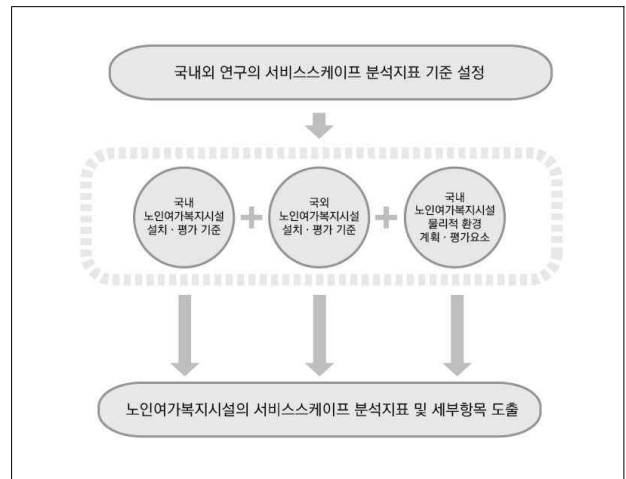 국내외 연구의 서비스스케이프 분석지표 기준 설정
국내
노인여가복지시설
설치 · 평가 기준
+
국외
노인여가복지시설
설치 · 평가 기준
+
국내
노인여가복지시설
물리적 환경
계획 · 평가요소
노인여가복지시설의 서비스스케이프 분석지표 및 세부항목 도출